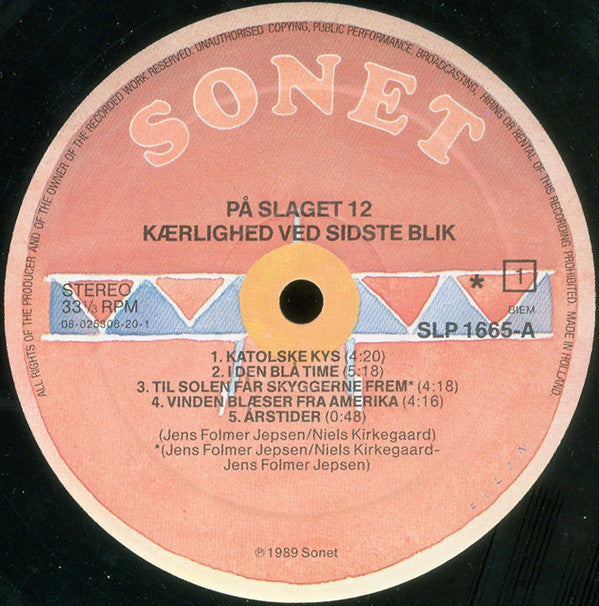 ALL RIGHTS OF THE PRODUCER AND OF THE OWNER OF THE RECORDED WORK RESERVED. UNAUTHORISED COPYING, PUBLIC PERFORMANCE, BROADCASTING, HIRING OR RENTAL OF THIS RECORDING PROHIBITED. MADE IN HOLLAND
SONET
PÅ SLAGET 12
KÆRLIGHED VED SIDSTE BLIK
STEREO
33 1/3 RPM
08-026308-20-1
* 1
BIEM
SLP 1665-A
1. KATOLSKE KYS (4:20)
2. I DEN BLÅ TIME (5:18)
3. TIL SOLEN FÅR SKYGGERNE FREM* (4:18)
4. VINDEN BLÆSER FRA AMERIKA (4:16)
5. ÅRSTIDER (0:48)
(Jens Folmer Jepsen/Niels Kirkegaard)
*(Jens Folmer Jepsen/Niels Kirkegaard-
Jens Folmer Jepsen)
℗ 1989 Sonet